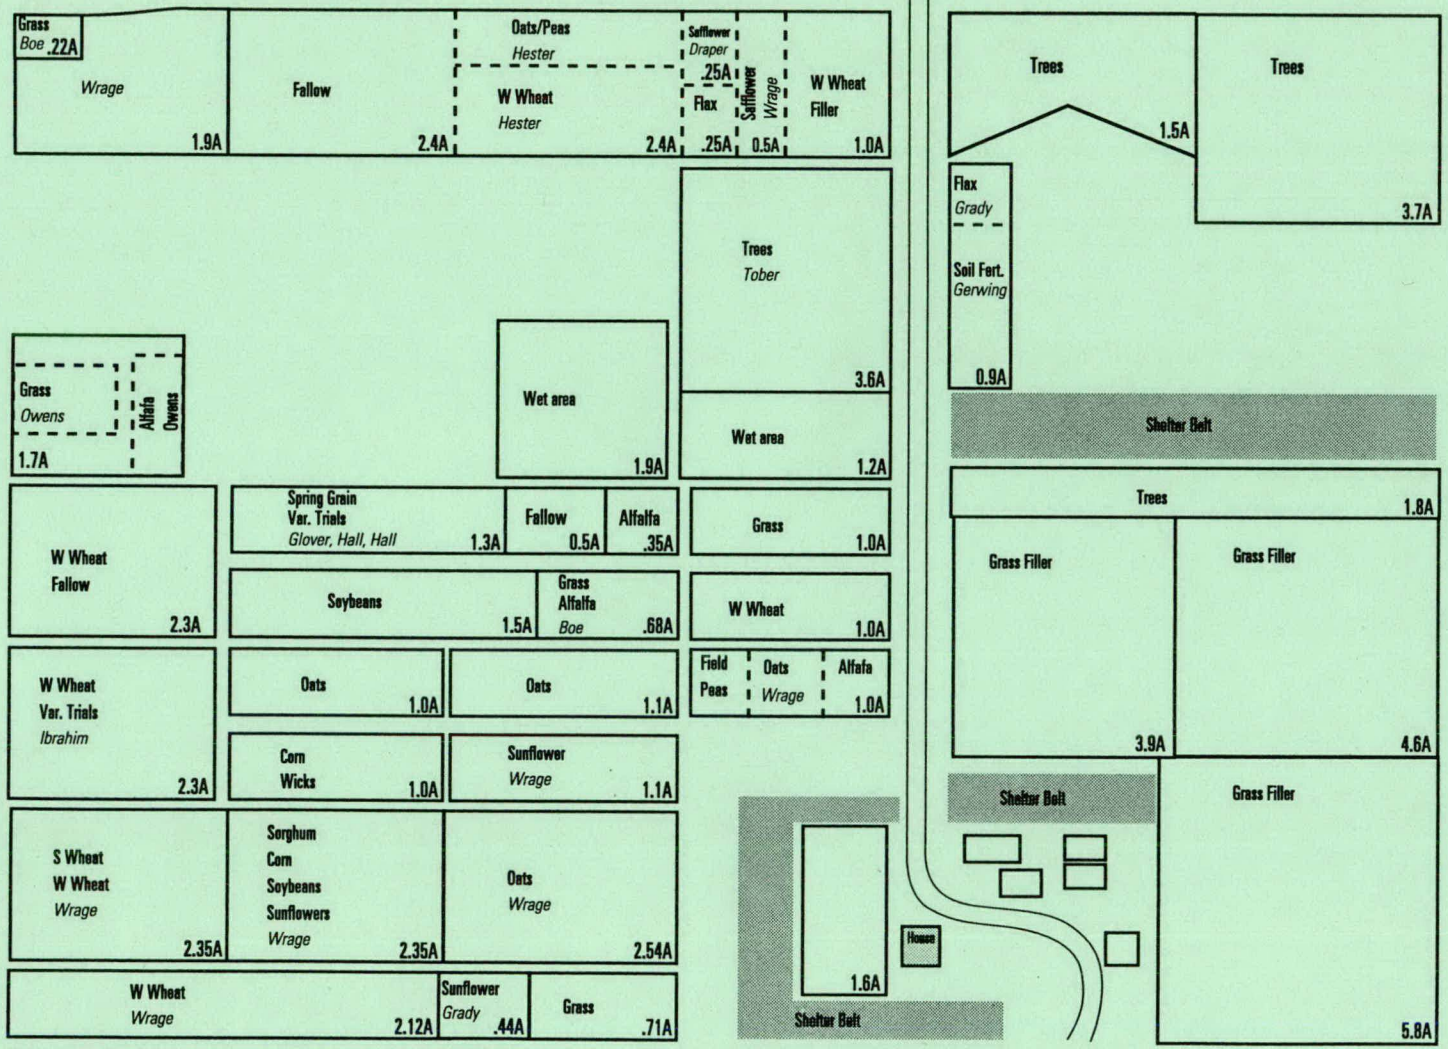 Grass
Boe .22A
Wrage
1.9A
Fallow
2.4A
Oats/Peas
Hester
W Wheat
Hester
2.4A
Safflower
Draper
.25A
Flax
.25A
Safflower
Wrage
0.5A
W Wheat
Filler
1.0A
Trees
1.5A
Trees
3.7A
Flax
Grady
Soil Fert.
Gerwing
0.9A
Trees
Tober
3.6A
Wet area
1.2A
Wet area
1.9A
Grass
Owens
1.7A
Alfafa
Owens
Shelter Belt
Trees
1.8A
Grass Filler
3.9A
Grass Filler
4.6A
Grass Filler
5.8A
W Wheat
Fallow
2.3A
Spring Grain
Var. Trials
Glover, Hall, Hall
1.3A
Fallow
0.5A
Alfalfa
.35A
Grass
1.0A
Soybeans
1.5A
Grass
Alfalfa
Boe
.68A
W Wheat
1.0A
W Wheat
Var. Trials
Ibrahim
2.3A
Oats
1.0A
Oats
1.1A
Field
Peas
Oats
Wrage
Alfafa
1.0A
Corn
Wicks
1.0A
Sunflower
Wrage
1.1A
S Wheat
W Wheat
Wrage
2.35A
Sorghum
Corn
Soybeans
Sunflowers
Wrage
2.35A
Oats
Wrage
2.54A
W Wheat
Wrage
2.12A
Sunflower
Grady
.44A
Grass
.71A
Shelter Belt
House
1.6A
Shelter Belt